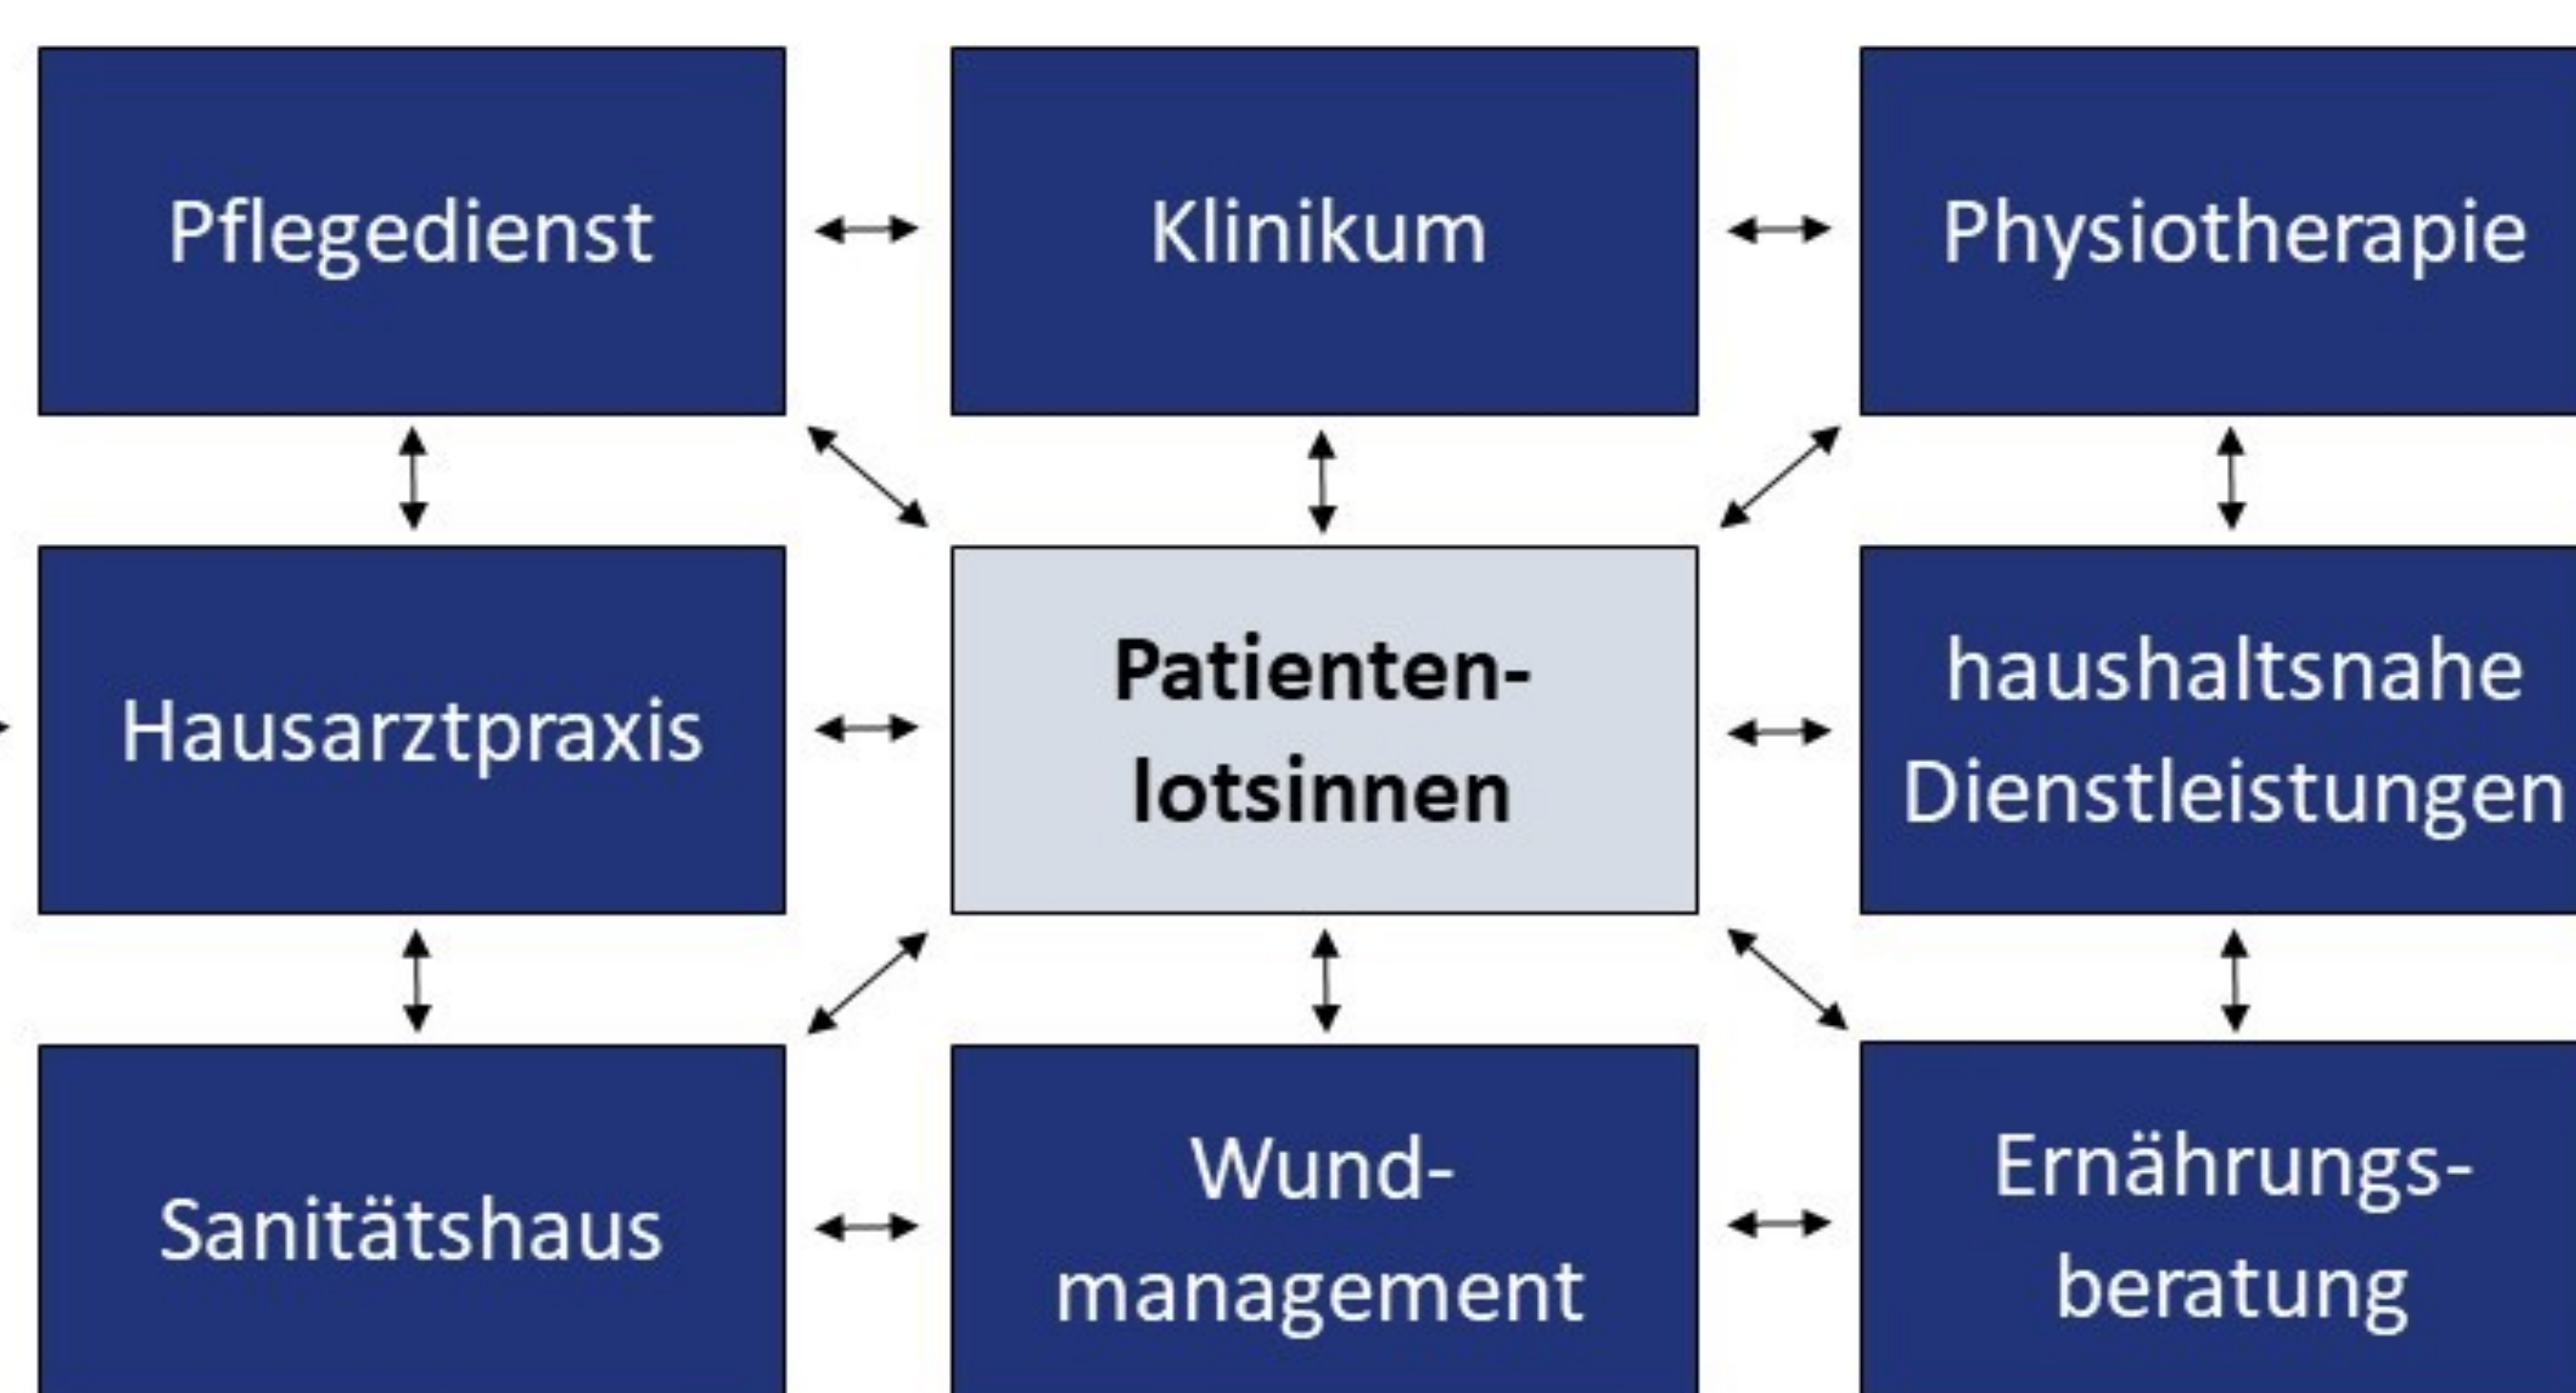 Pflegedienst
Klinikum
Physiotherapie
Hausarztpraxis
Patienten-
lotsinnen
haushaltsnahe
Dienstleistungen
Sanitätshaus
Wund-
management
Ernährungs-
beratung